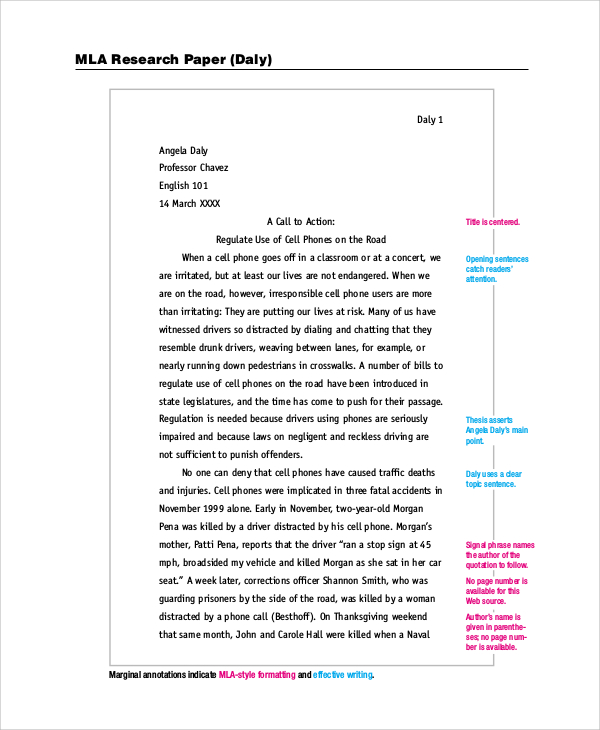 MLA Research Paper (Daly)
Daly 1
Angela Daly
Professor Chavez
English 101
14 March XXXX
A Call to Action:
Regulate Use of Cell Phones on the Road
When a cell phone goes off in a classroom or at a concert, we
are irritated, but at least our lives are not endangered. When we
are on the road, however, irresponsible cell phone users are more
than irritating: They are putting our lives at risk. Many of us have
witnessed drivers so distracted by dialing and chatting that they
resemble drunk drivers, weaving between lanes, for example, or
nearly running down pedestrians in crosswalks. A number of bills to
regulate use of cell phones on the road have been introduced in
state legislatures, and the time has come to push for their passage.
Regulation is needed because drivers using phones are seriously
impaired and because laws on negligent and reckless driving are
not sufficient to punish offenders.
No one can deny that cell phones have caused traffic deaths
and injuries. Cell phones were implicated in three fatal accidents in
November 1999 alone. Early in November, two-year-old Morgan
Pena was killed by a driver distracted by his cell phone. Morgan’s
mother, Patti Pena, reports that the driver “ran a stop sign at 45
mph, broadsided my vehicle and killed Morgan as she sat in her car
seat.” A week later, corrections officer Shannon Smith, who was
guarding prisoners by the side of the road, was killed by a woman
distracted by a phone call (Besthoff). On Thanksgiving weekend
that same month, John and Carole Hall were killed when a Naval
Title is centered.
Opening sentences
catch readers’
attention.
Thesis asserts
Angela Daly’s main
point.
Daly uses a clear
topic sentence.
Signal phrase names
the author of the
quotation to follow.
No page number is
available for this
Web source.
Author’s name is
given in parenthe-
ses; no page num-
ber is available.
Marginal annotations indicate MLA-style formatting and effective writing.